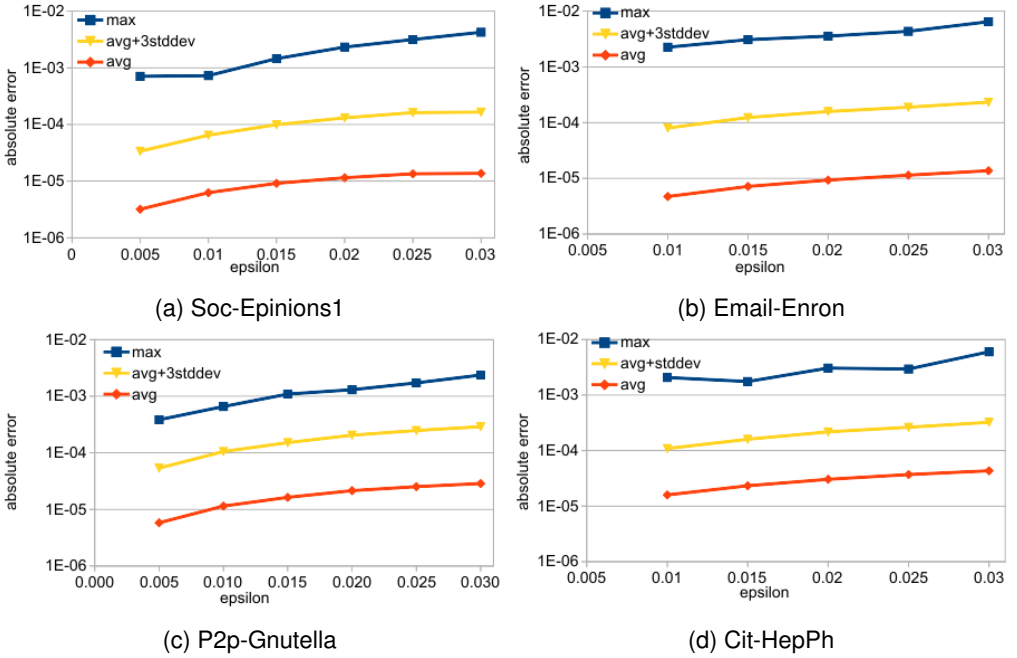 1E-02
max
avg+3stddev
avg
1E-03
1E-04
1E-05
1E-06
absolute error
0 0.005 0.01 0.015 0.02 0.025 0.03
epsilon
(a) Soc-Epinions1
1E-02
max
avg+3stddev
avg
1E-03
1E-04
1E-05
1E-06
absolute error
0.005 0.01 0.015 0.02 0.025 0.03
epsilon
(b) Email-Enron
1E-02
max
avg+3stddev
avg
1E-03
1E-04
1E-05
1E-06
absolute error
0.000 0.005 0.010 0.015 0.020 0.025 0.030
epsilon
(c) P2p-Gnutella
1E-02
max
avg+stddev
avg
1E-03
1E-04
1E-05
1E-06
absolute error
0.005 0.01 0.015 0.02 0.025 0.03
epsilon
(d) Cit-HepPh